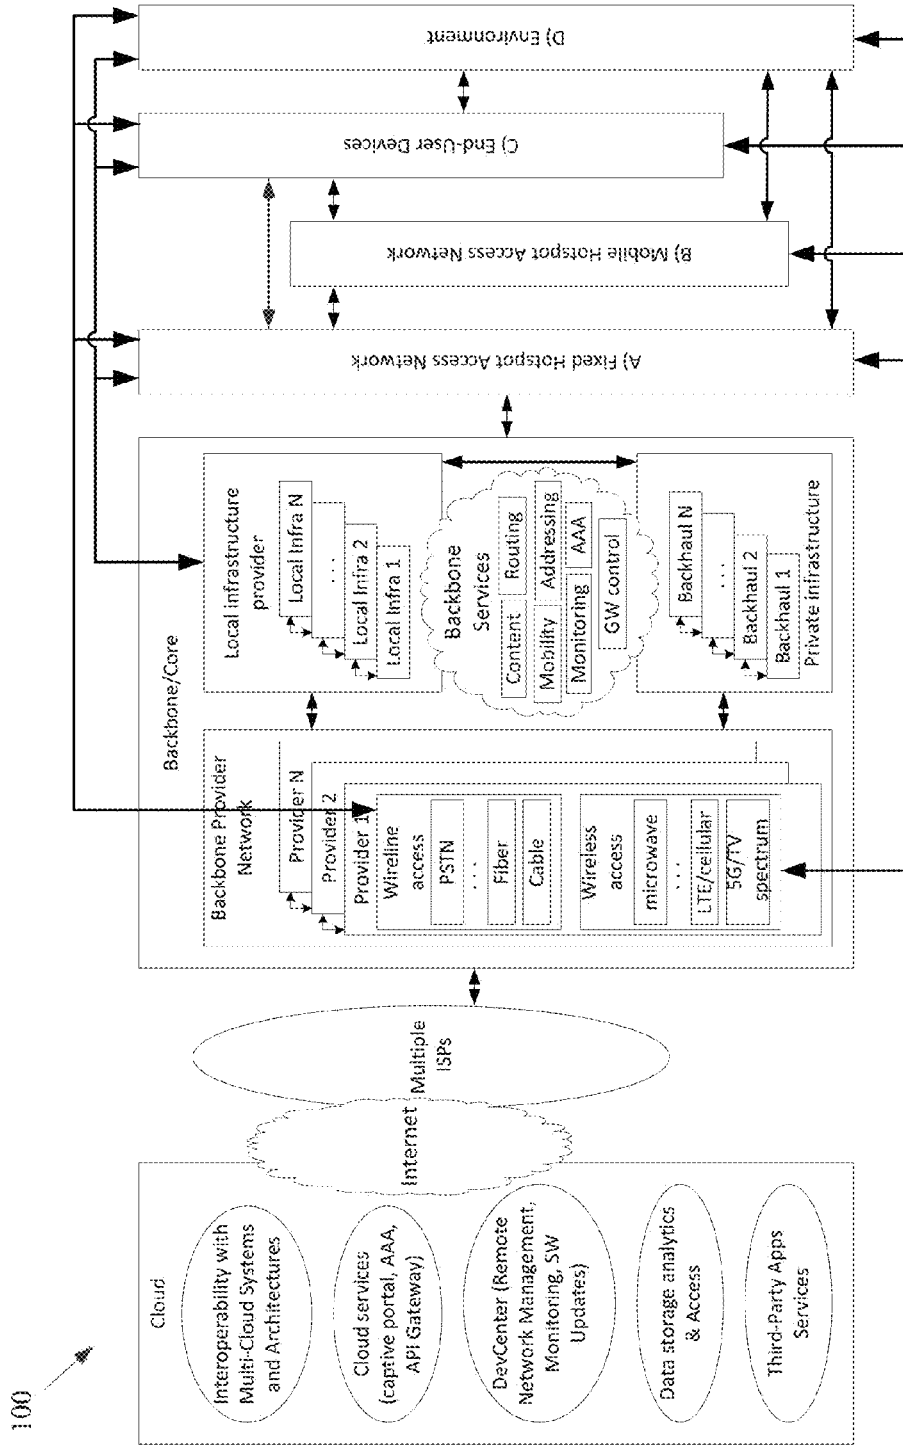 100
Cloud
Interoperability with
Multi-Cloud Systems
and Architectures
Cloud services
(captive portal, AAA,
API Gateway)
DevCenter (Remote
Network Management,
Monitoring, SW
Updates)
Data storage analytics
& Access
Third-Party Apps
Services
Internet
Multiple
ISPs
Backbone/Core
Backbone Provider
Network
Provider N
Provider 2
Provider 1
Wireline
access
PSTN
...
Fiber
Cable
Wireless
access
microwave
...
LTE/cellular
5G/TV
spectrum
Local infrastructure
provider
Local Infra N
...
Local Infra 2
Local Infra 1
Backbone
Services
Content
Routing
Mobility
Addressing
Monitoring
AAA
GW control
Backhaul N
...
Backhaul 2
Backhaul 1
Private Infrastructure
A) Fixed Hotspot Access Network
B) Mobile Hotspot Access Network
C) End-User Devices
D) Environment